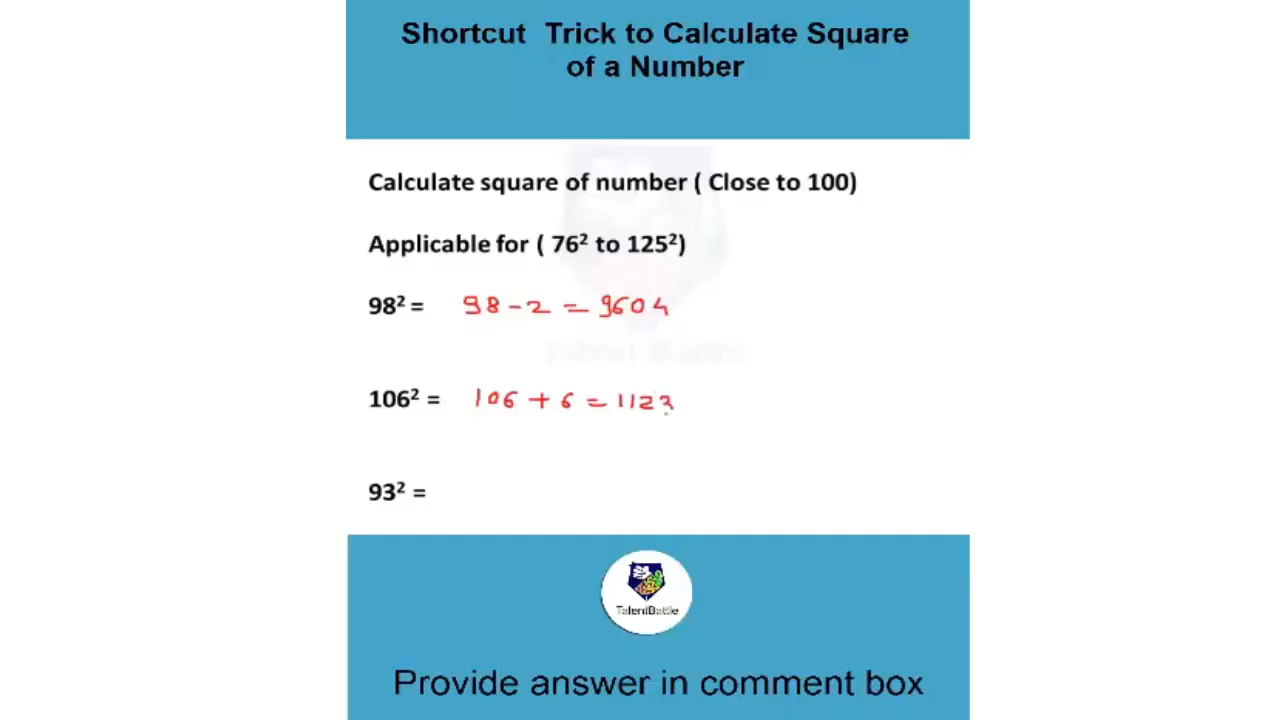 Shortcut Trick to Calculate Square
of a Number
Calculate square of number ( Close to 100)
Applicable for ( 76² to 125²)
98² = 98 - 2 = 9604
106² = 106 + 6 = 1123
93² =
TalentBattle
Provide answer in comment box